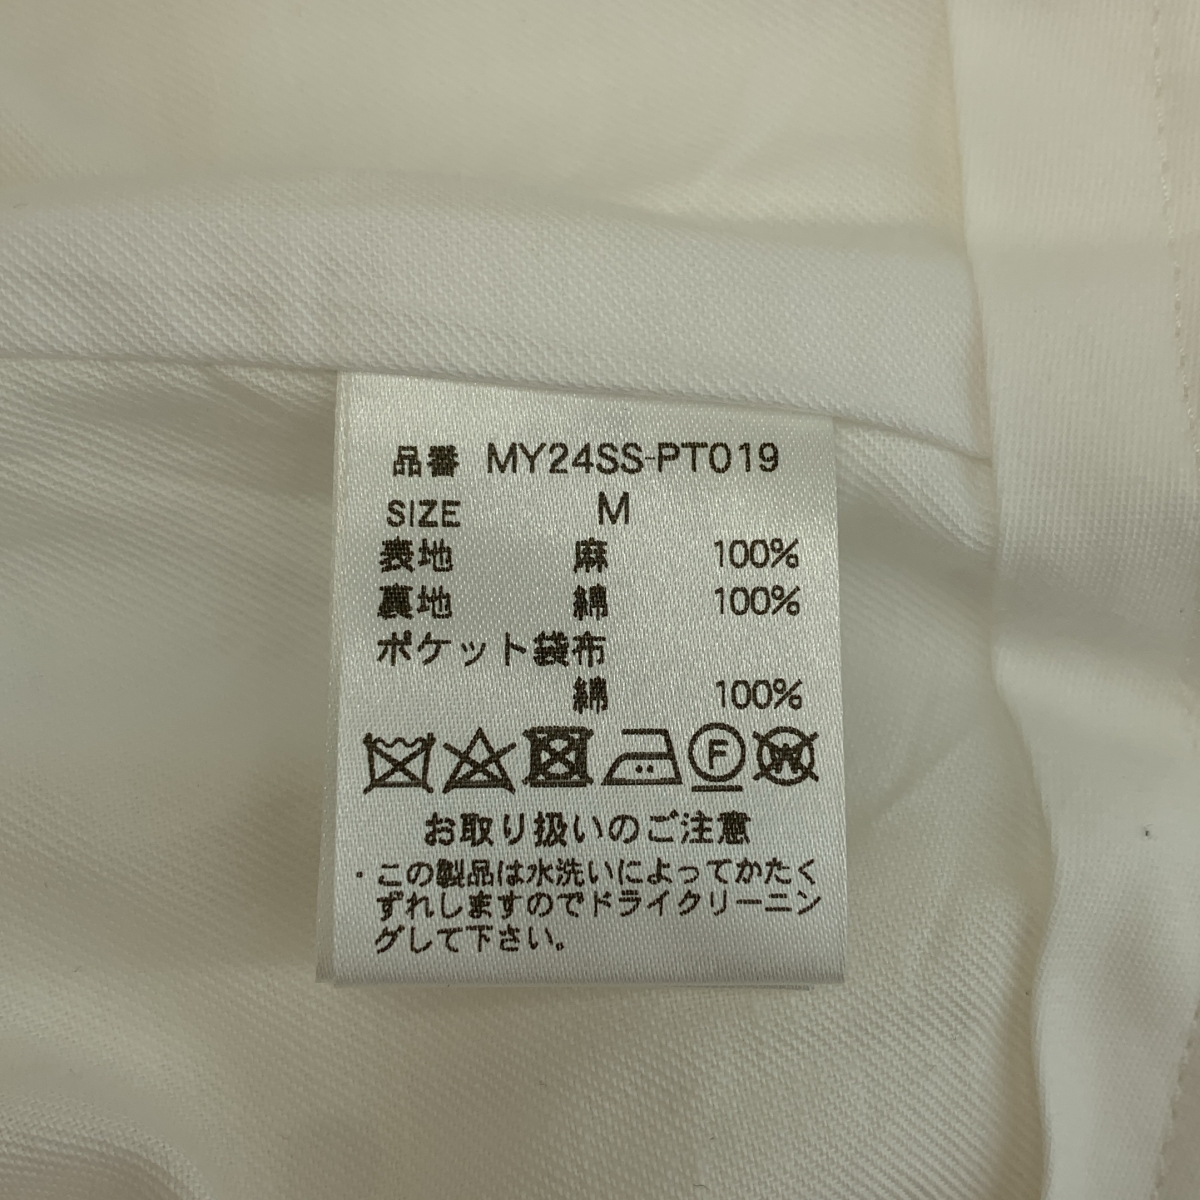 品番 MY24SS-PT019
SIZE M
表地 麻 100%
裏地 綿 100%
ポケット袋布
綿 100%
F W
お取り扱いのご注意
・この製品は水洗いによってかたく
ずれしますのでドライクリーニン
グして下さい。